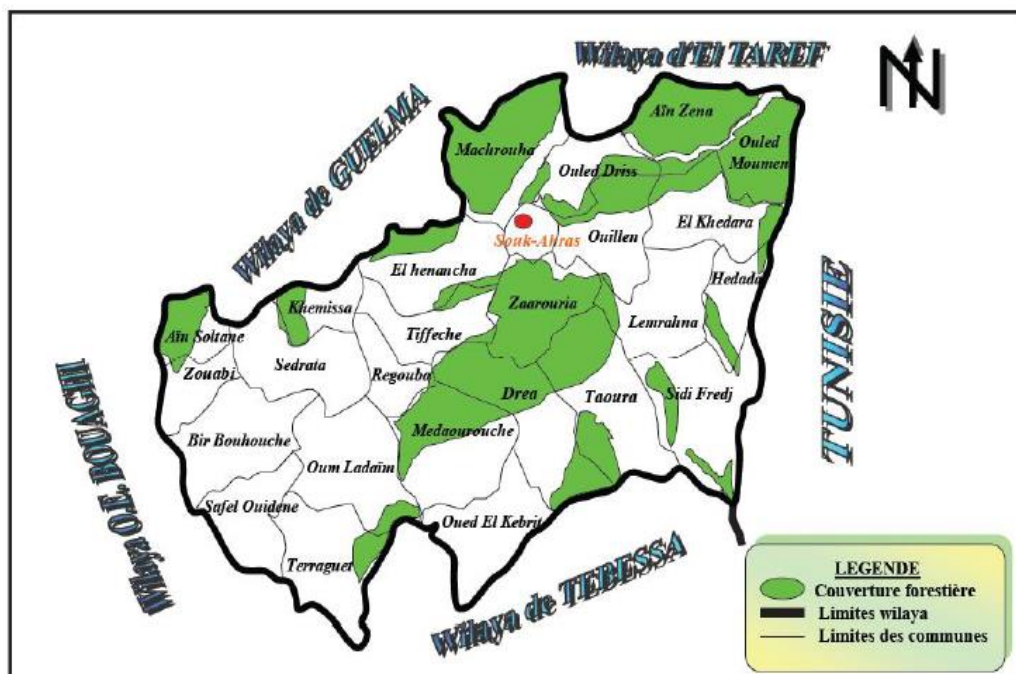 Wilaya d'El TAREF
N
Wilaya de GUELMA
Aïn Zena
Machrouha
Ouled
Moumen
Ouled Driss
El Khedara
Souk-Ahras
Ouillen
El henancha
Hedada
Zaarouria
Khemissa
Lemrahna
Tiffeche
Aïn Soltane
Sedrata
Zouabi
Regouba
Drea
Taoura
Sidi Fredj
TUNISIE
Medaourouche
Bir Bouhouche
Oum Ladaïm
Wilaya O.E. BOUAGHI
Safel Ouidene
Oued El Kebrit
Terraguel
Wilaya de TEBESSA
LEGENDE
Couverture forestière
Limites wilaya
Limites des communes